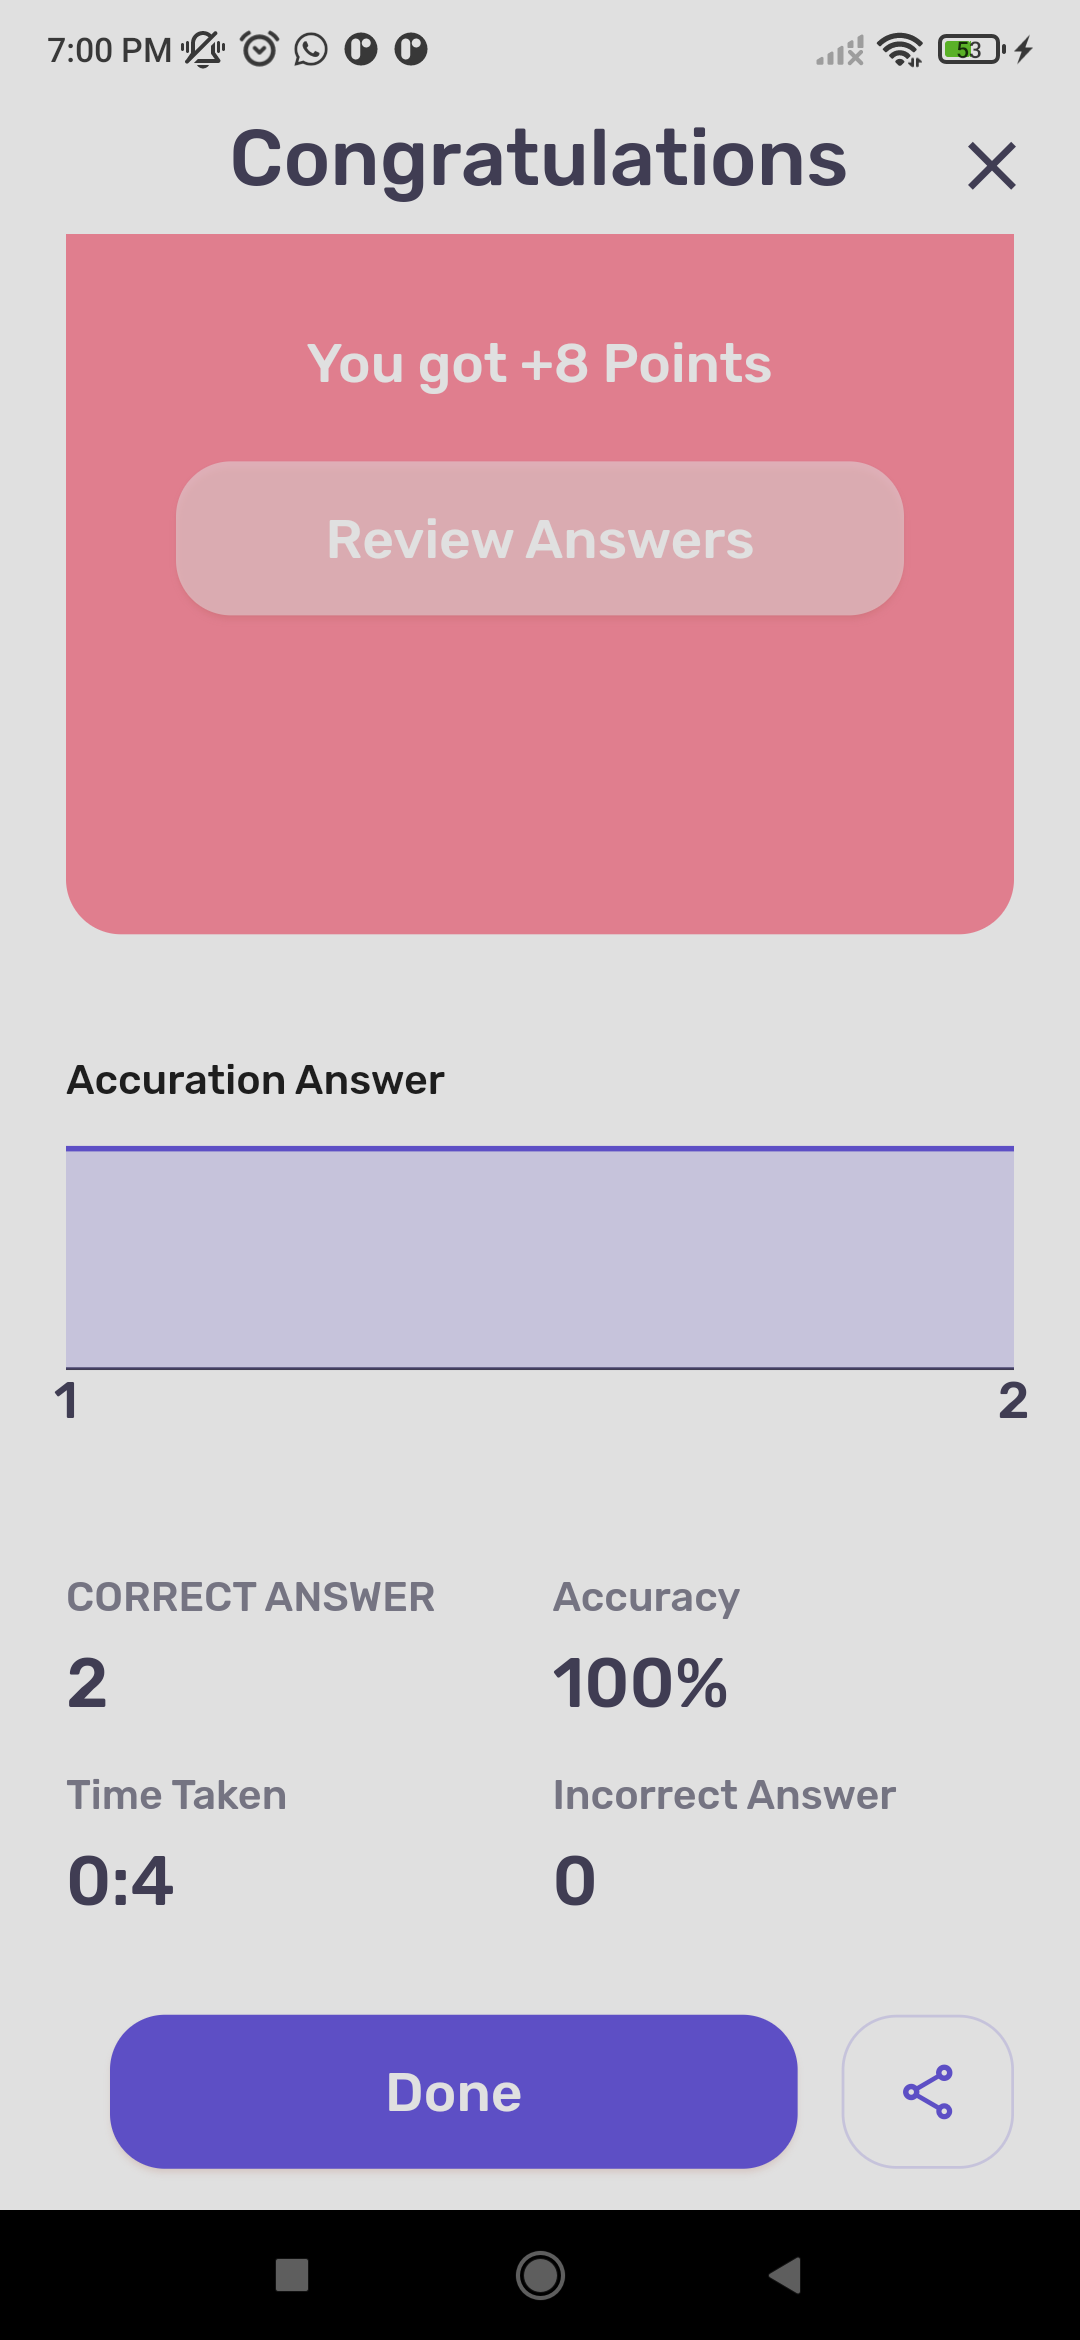 7:00 PM
53
Congratulations
You got +8 Points
Review Answers
Accuration Answer
1 2
CORRECT ANSWER Accuracy
2 100%
Time Taken Incorrect Answer
0:4 0
Done